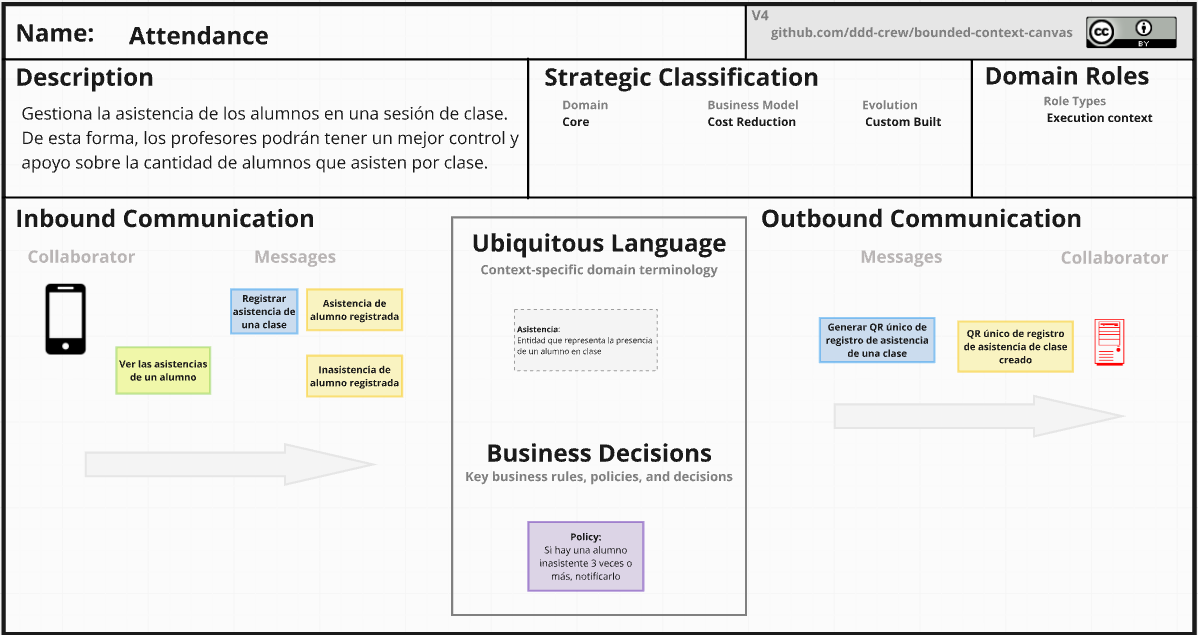 Name: Attendance
V4
github.com/ddd-crew/bounded-context-canvas
cc
BY
Description
Gestiona la asistencia de los alumnos en una sesión de clase.
De esta forma, los profesores podrán tener un mejor control y
apoyo sobre la cantidad de alumnos que asisten por clase.
Strategic Classification
Domain
Core
Business Model
Cost Reduction
Evolution
Custom Built
Domain Roles
Role Types
Execution context
Inbound Communication
Collaborator
Messages
Registrar
asistencia de
una clase
Asistencia de
alumno registrada
Ver las asistencias
de un alumno
Inasistencia de
alumno registrada
Ubiquitous Language
Context-specific domain terminology
Asistencia:
Entidad que representa la presencia
de un alumno en clase
Business Decisions
Key business rules, policies, and decisions
Policy:
Si hay una alumno
inasistente 3 veces o
más, notificarlo
Outbound Communication
Messages
Collaborator
Generar QR único de
registro de asistencia
de una clase
QR único de registro
de asistencia de clase
creado